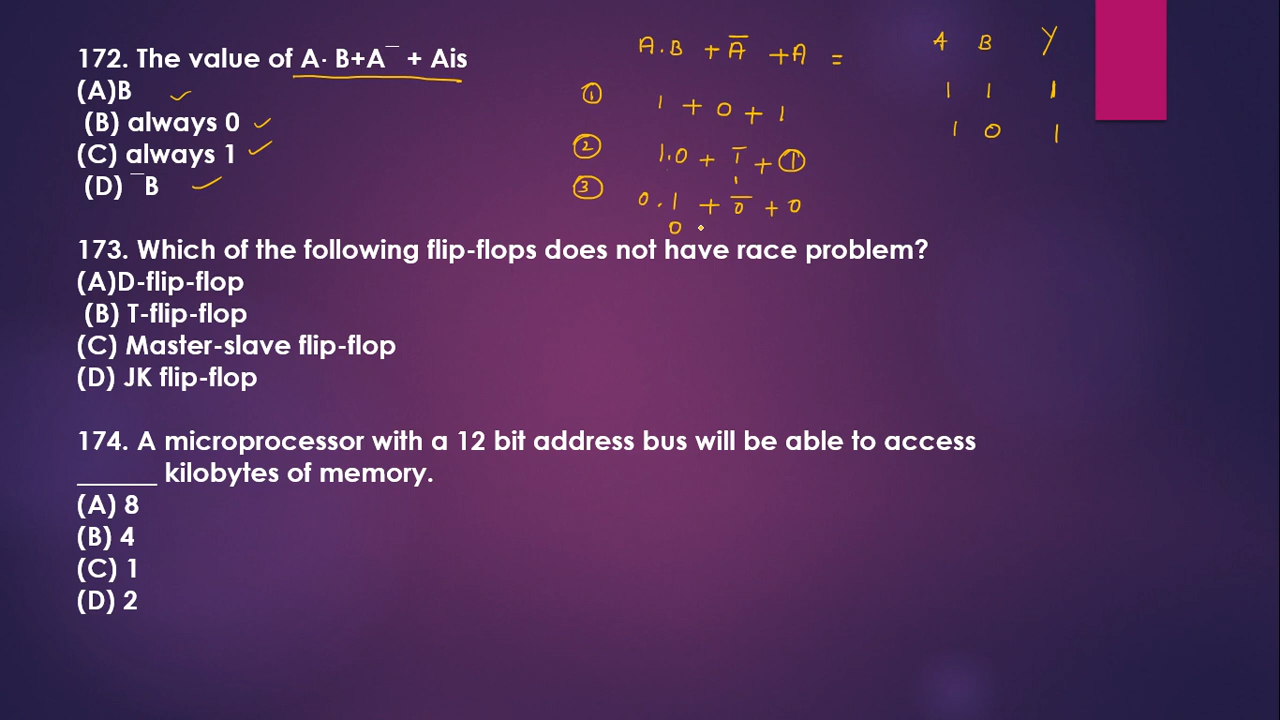 172. The value of A· B+A¯ + Ais
(A)B
(B) always 0
(C) always 1
(D) ¯B
A.B + A̅ + A =
① 1 + 0 + 1
② 1.0 + 1̅ + ①
③ 0.1 + 0̅ + 0
1
0
A B Y
1 1 1
1 0 1
173. Which of the following flip-flops does not have race problem?
(A)D-flip-flop
(B) T-flip-flop
(C) Master-slave flip-flop
(D) JK flip-flop
174. A microprocessor with a 12 bit address bus will be able to access
______ kilobytes of memory.
(A) 8
(B) 4
(C) 1
(D) 2